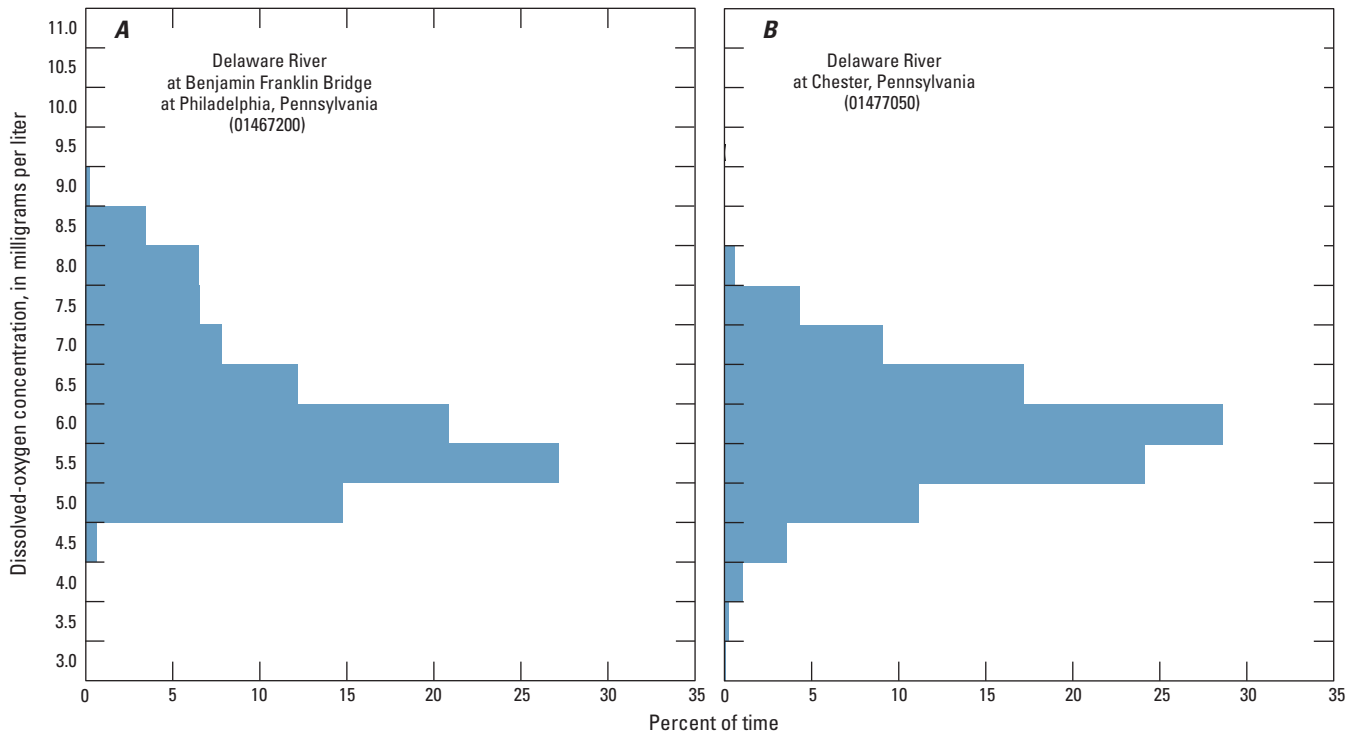 A
Delaware River
at Benjamin Franklin Bridge
at Philadelphia, Pennsylvania
(01467200)
B
Delaware River
at Chester, Pennsylvania
(01477050)
Dissolved-oxygen concentration, in milligrams per liter
11.0
10.5
10.0
9.5
9.0
8.5
8.0
7.5
7.0
6.5
6.0
5.5
5.0
4.5
4.0
3.5
3.0
0 5 10 15 20 25 30 35
0 5 10 15 20 25 30 35
Percent of time